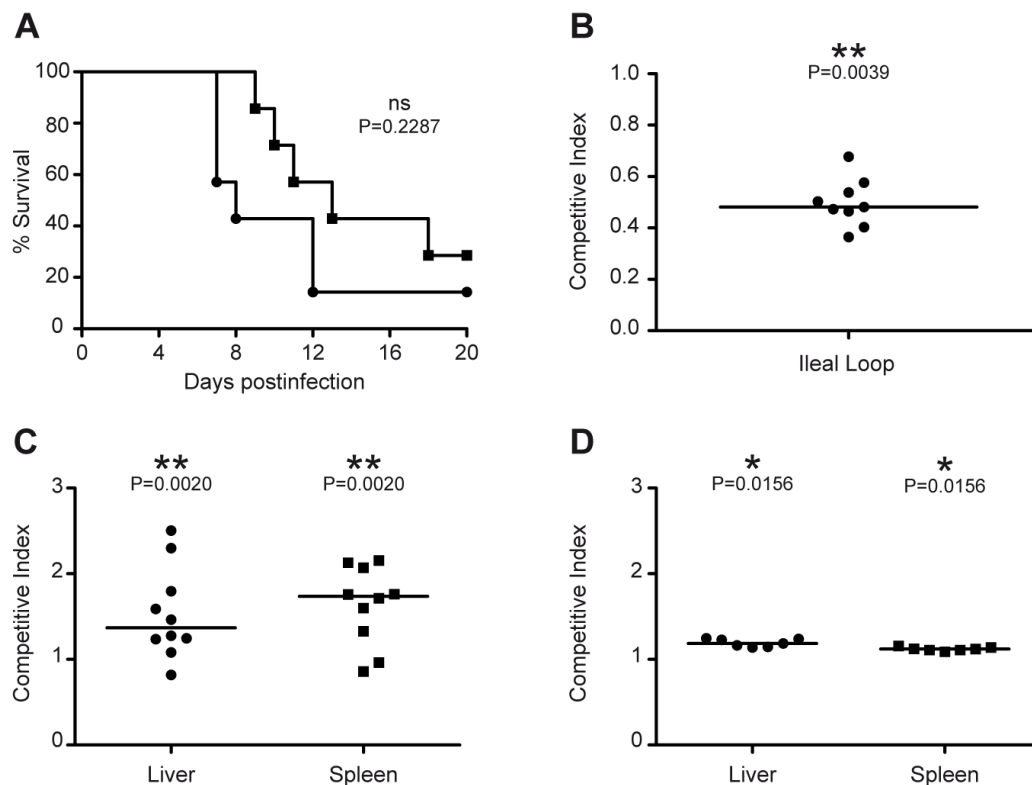 A
100
80
60
40
20
0
% Survival
ns
P=0.2287
0 4 8 12 16 20
Days postinfection
B
**
P=0.0039
1.0
0.8
0.6
0.4
0.2
0.0
Competitive Index
Ileal Loop
C
**
P=0.0020
**
P=0.0020
3
2
1
0
Competitive Index
Liver Spleen
D
*
P=0.0156
*
P=0.0156
3
2
1
0
Competitive Index
Liver Spleen